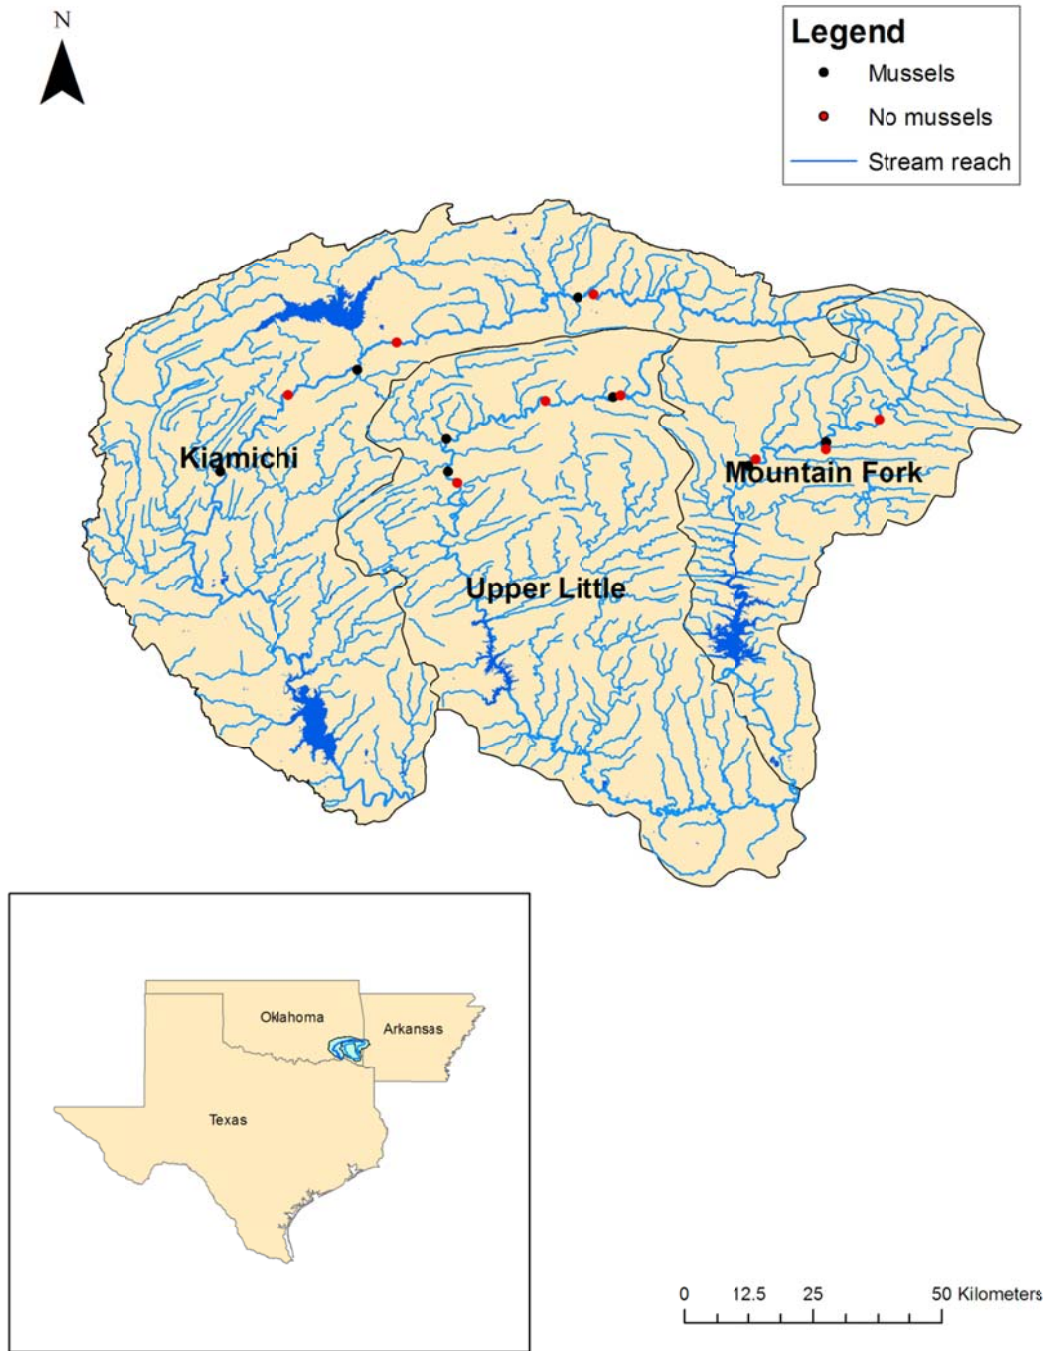 N
Legend
Mussels
No mussels
Stream reach
Kiamichi
Mountain Fork
Upper Little
Oklahoma
Arkansas
Texas
0 12.5 25 50 Kilometers